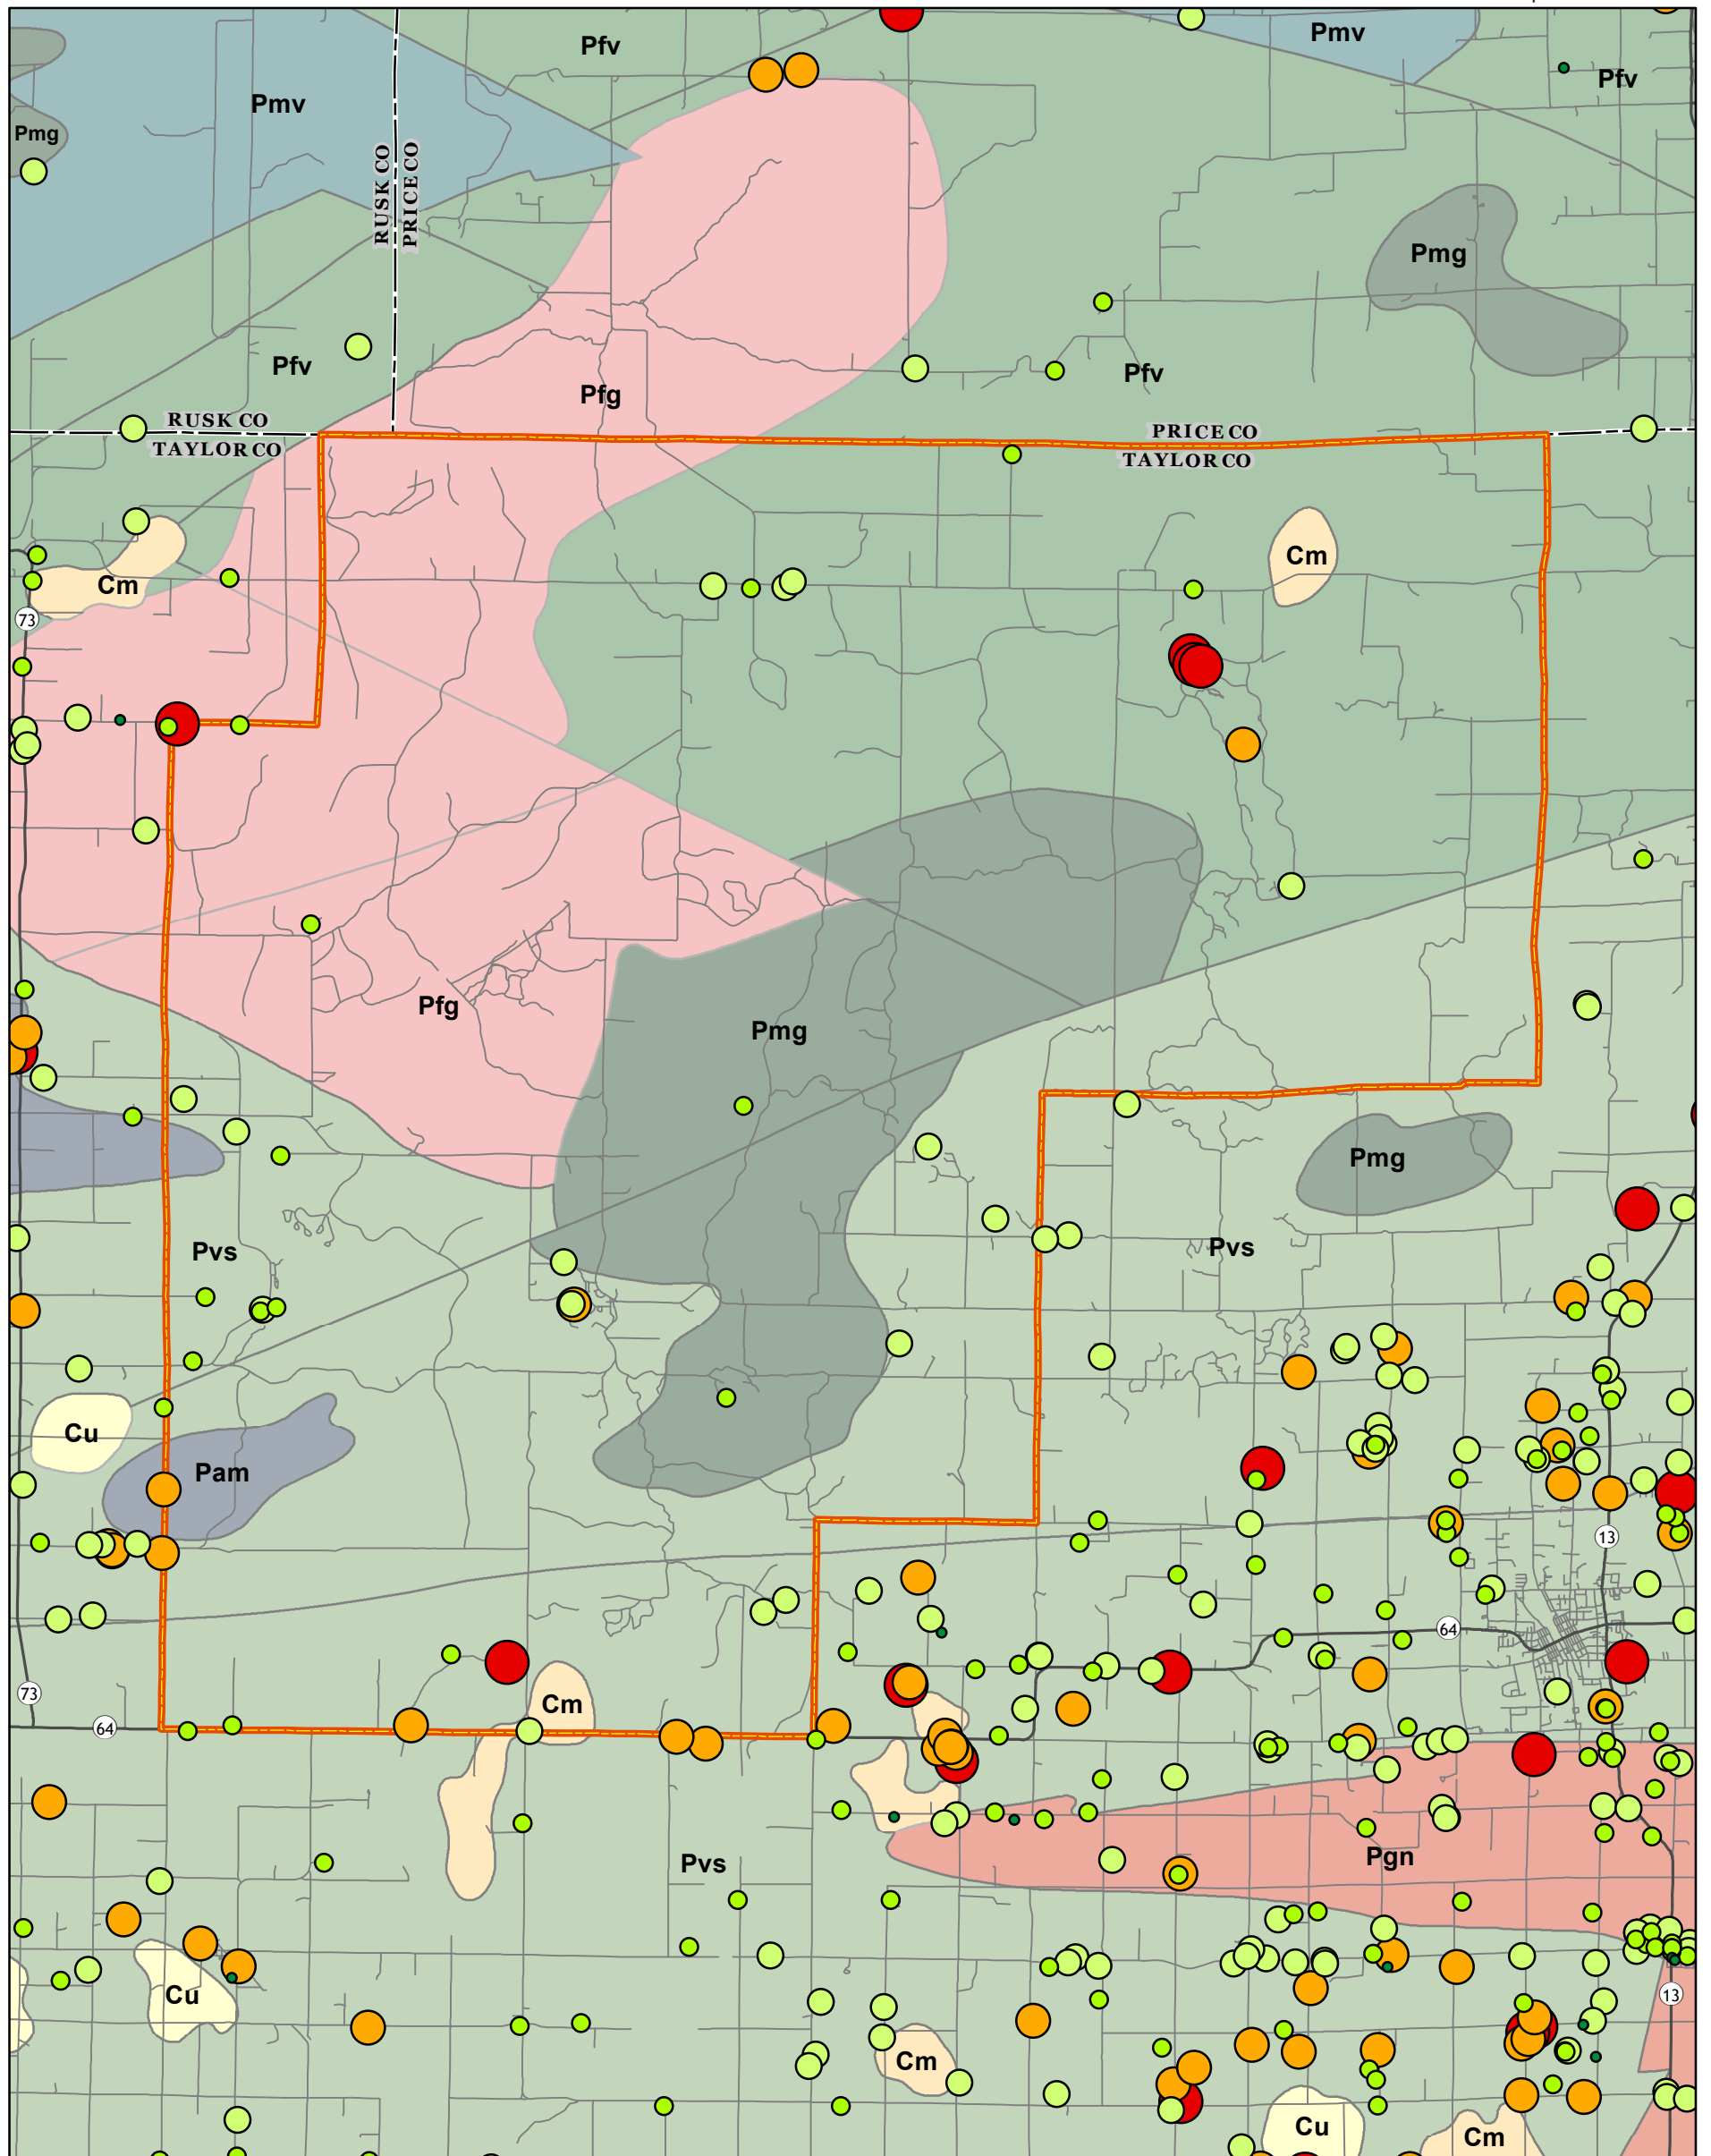 Pfv
Pmv
Pfv
Pmv
Pmg
RUSK CO
PRICE CO
Pmg
Pfv
Pfv
Pfg
RUSK CO
TAYLOR CO
PRICE CO
TAYLOR CO
Cm
Cm
73
Pfg
Pmg
Pmg
Pvs
Pvs
Cu
Pam
13
64
73
Cm
64
Pgn
Pvs
Cu
13
Cm
Cu
Cm